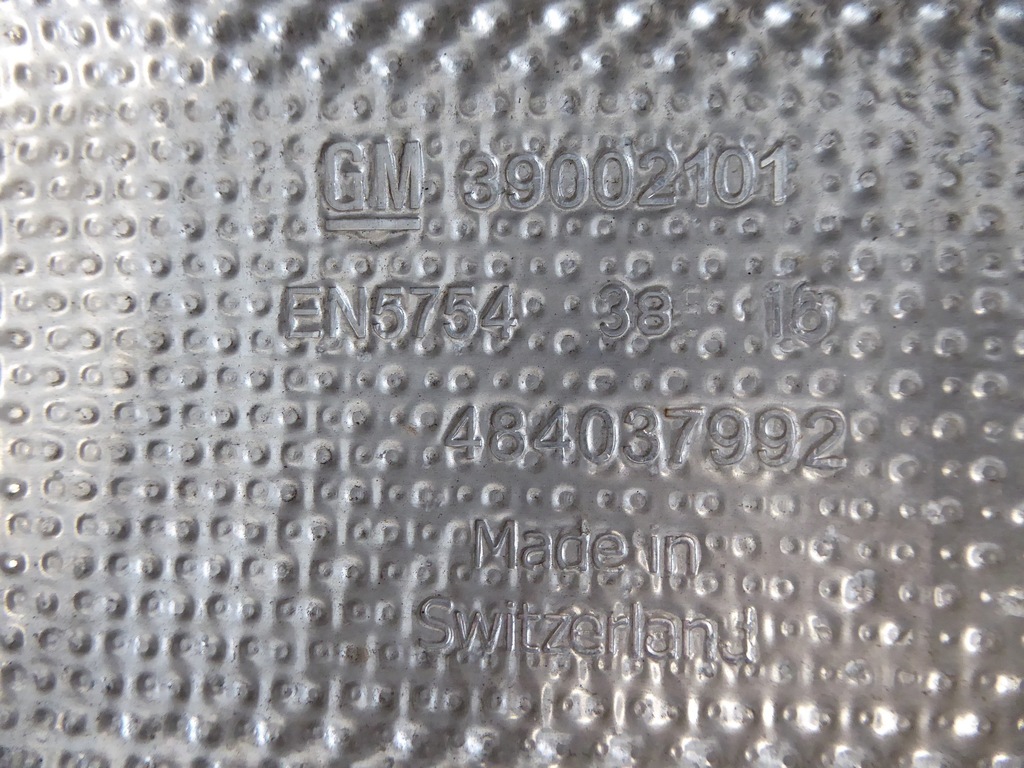 GM 39002101
EN5754 38 16
484037992
Made in
Switzerland